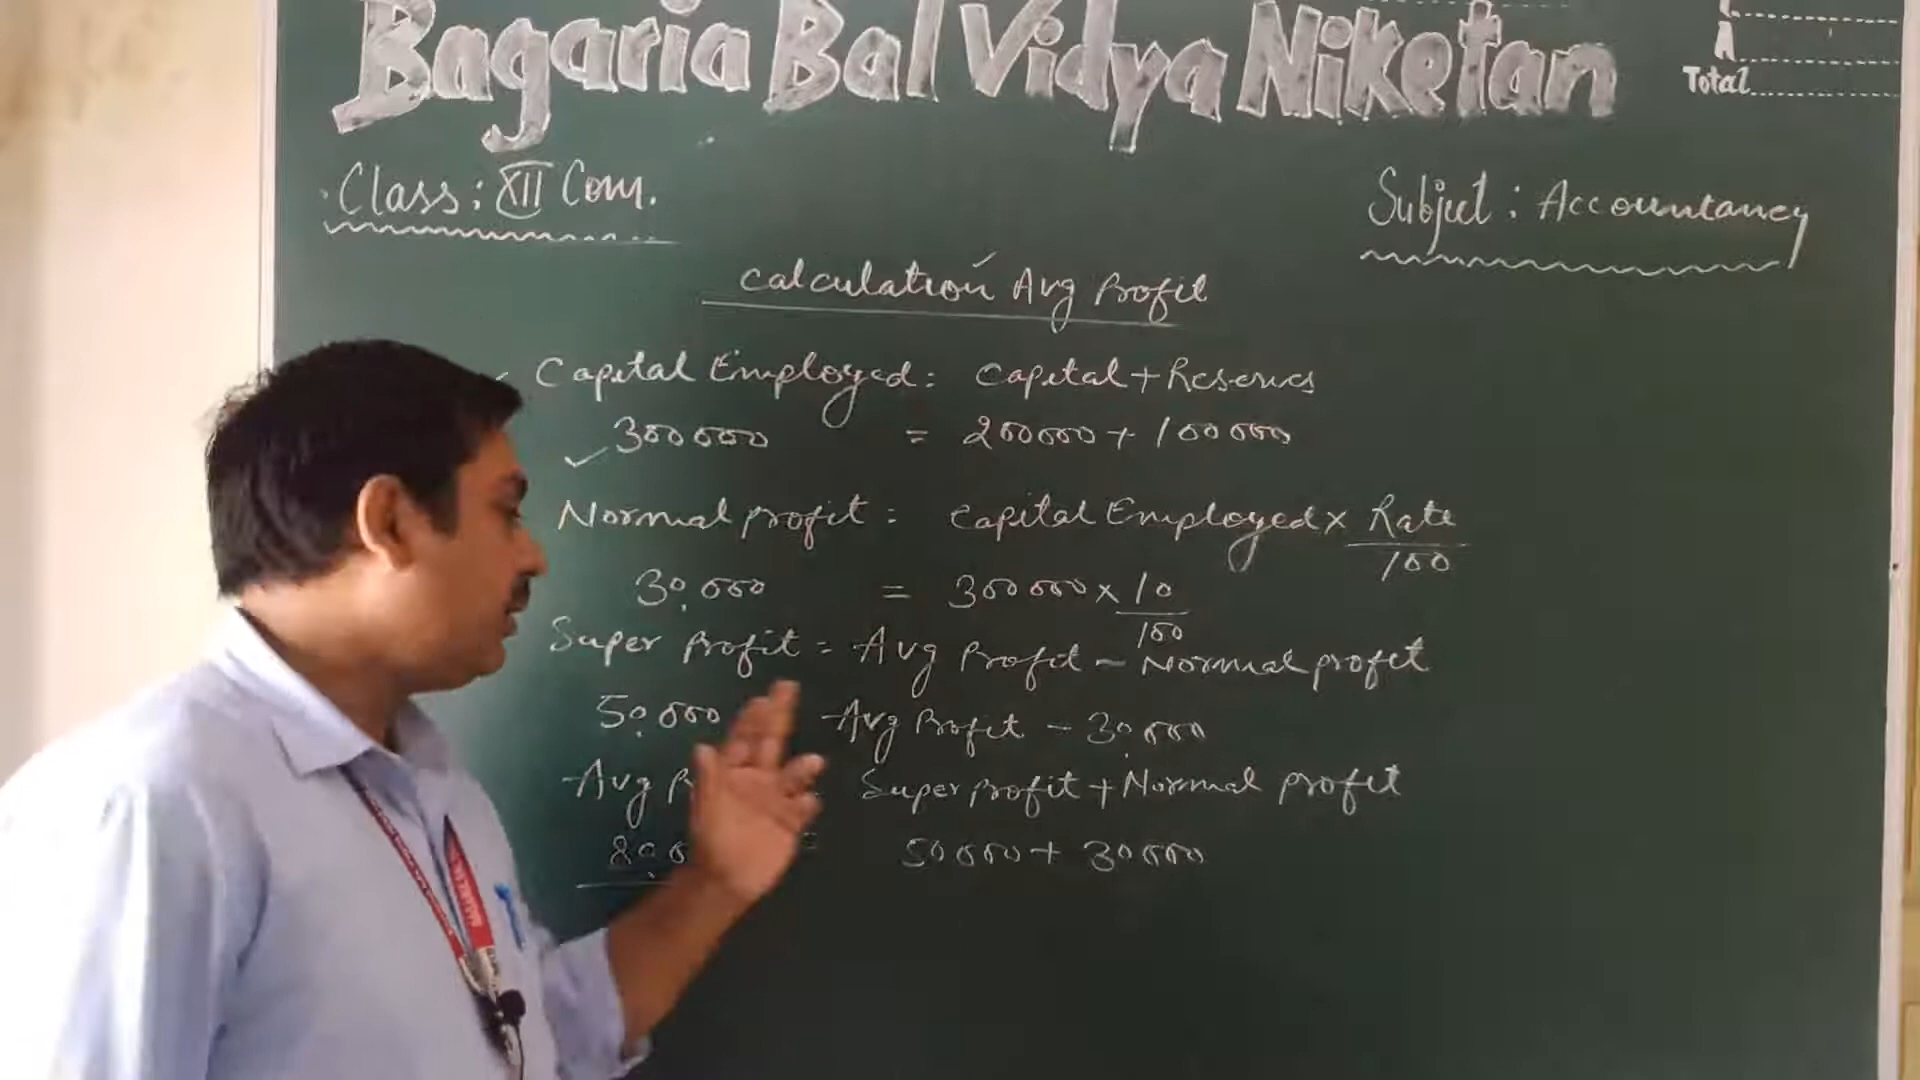 Bagaria Bal Vidya Niketan
A
Total
Class: XII Com.
Subject: Accountancy
Calculation Avg Profit
Capital Employed: Capital + Reserves
300000 = 200000 + 100000
Normal profit: Capital Employed × Rate
100
30,000 = 300000 × 10
100
Super Profit = Avg Profit - Normal profit
50,000 Avg Profit - 30,000
Avg Super profit + Normal profit
50000 + 30000